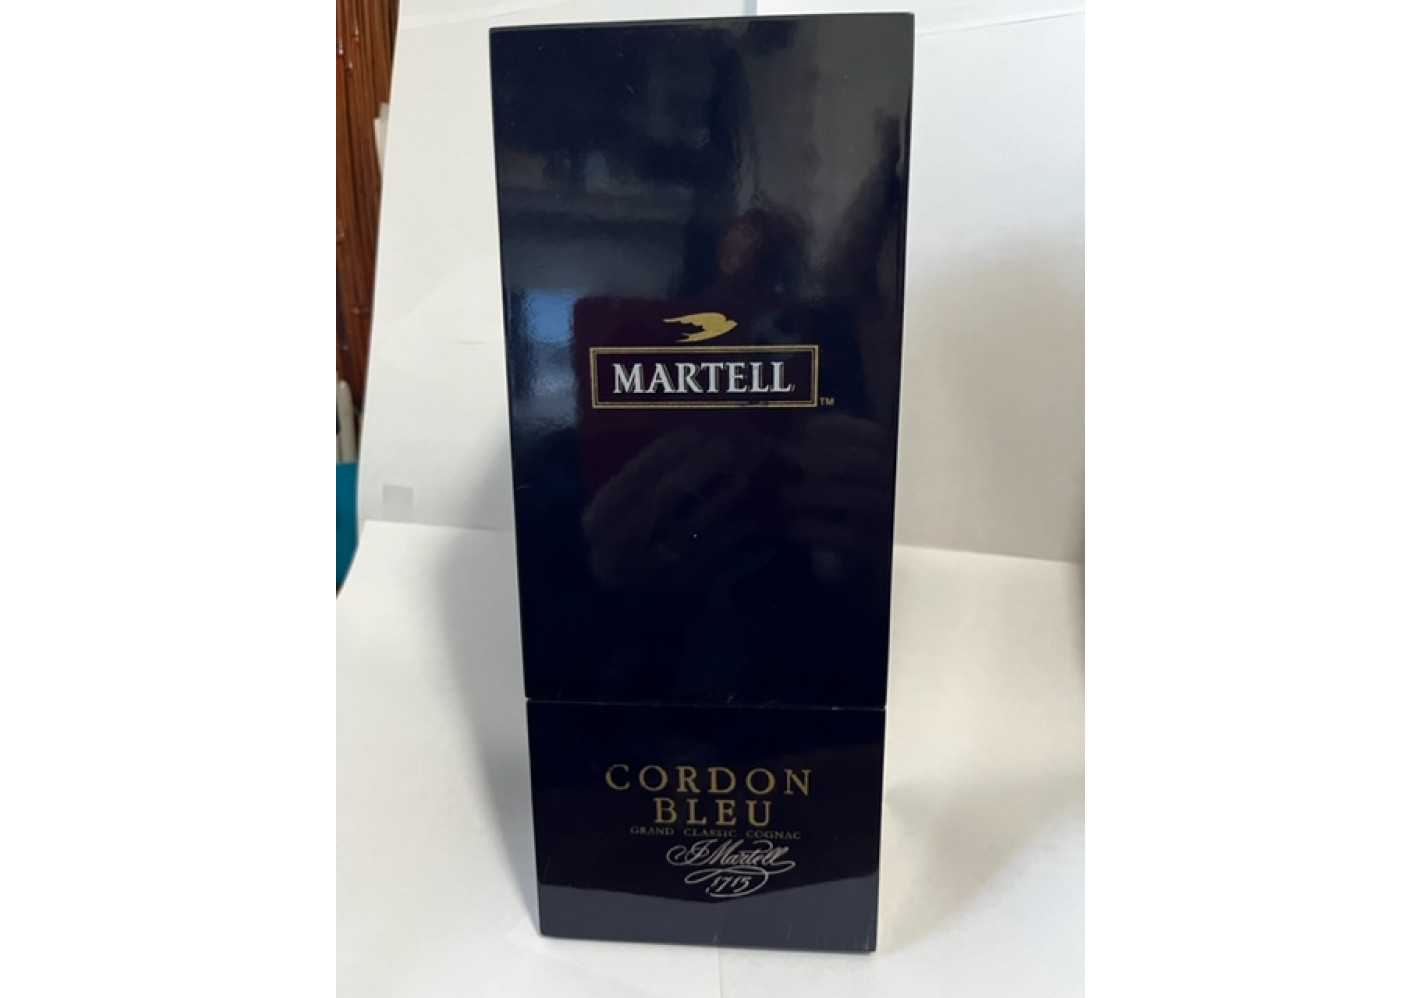 MARTELL
TM
CORDON
BLEU
GRAND CLASSIC COGNAC
J Martell
1715